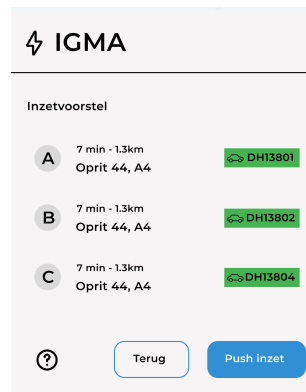 IGMA
Inzetvoorstel
A
7 min - 1.3km
Oprit 44, A4
DH13801
B
7 min - 1.3km
Oprit 44, A4
DH13802
C
7 min - 1.3km
Oprit 44, A4
DH13804
?
Terug
Push inzet